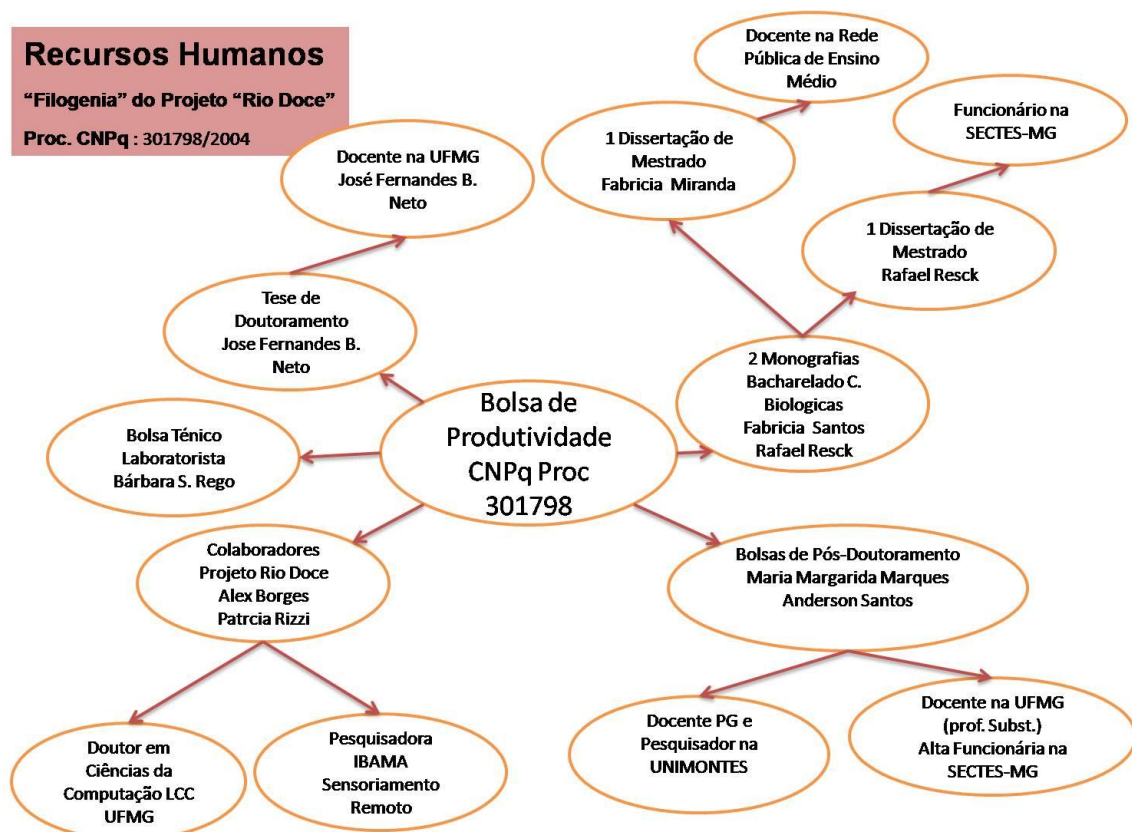 Recursos Humanos
“Filogenia” do Projeto “Rio Doce”
Proc. CNPq : 301798/2004
Docente na Rede
Pública de Ensino
Médio
Funcionário na
SECTES-MG
1 Dissertação de
Mestrado
Fabricia Miranda
Docente na UFMG
José Fernandes B.
Neto
1 Dissertação de
Mestrado
Rafael Resck
Tese de
Doutoramento
Jose Fernandes B.
Neto
2 Monografias
Bacharelado C.
Biologicas
Fabricia Santos
Rafael Resck
Bolsa de
Produtividade
CNPq Proc
301798
Bolsa Ténico
Laboratorista
Bárbara S. Rego
Colaboradores
Projeto Rio Doce
Alex Borges
Patrcia Rizzi
Bolsas de Pós-Doutoramento
Maria Margarida Marques
Anderson Santos
Doutor em
Ciências da
Computação LCC
UFMG
Pesquisadora
IBAMA
Sensoriamento
Remoto
Docente PG e
Pesquisador na
UNIMONTES
Docente na UFMG
(prof. Subst.)
Alta Funcionária na
SECTES-MG